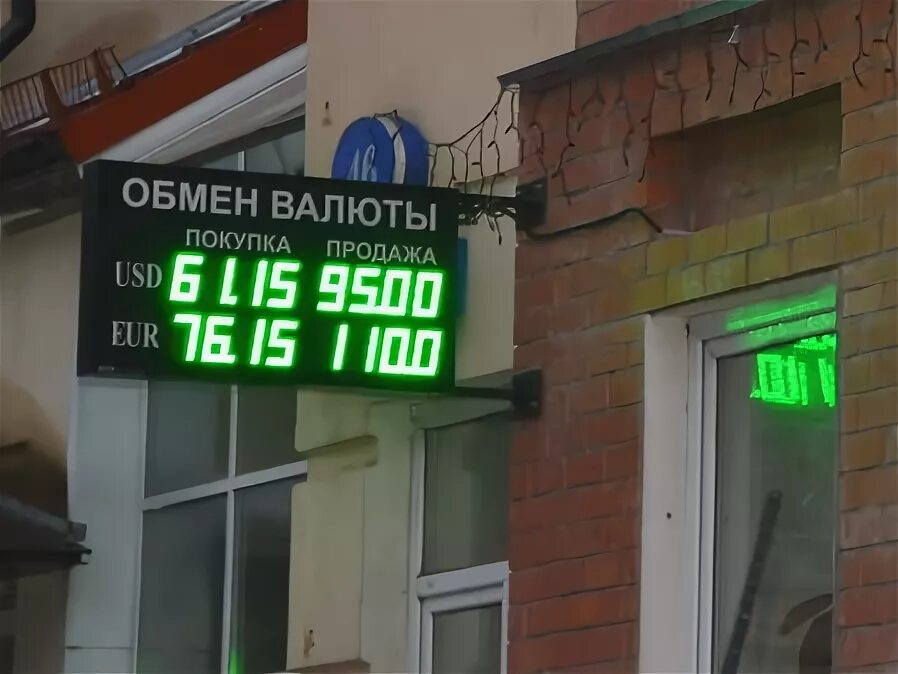 ОБМЕН ВАЛЮТЫ
ПОКУПКА ПРОДАЖА
USD 61.15 95.00
EUR 76.15 110.0